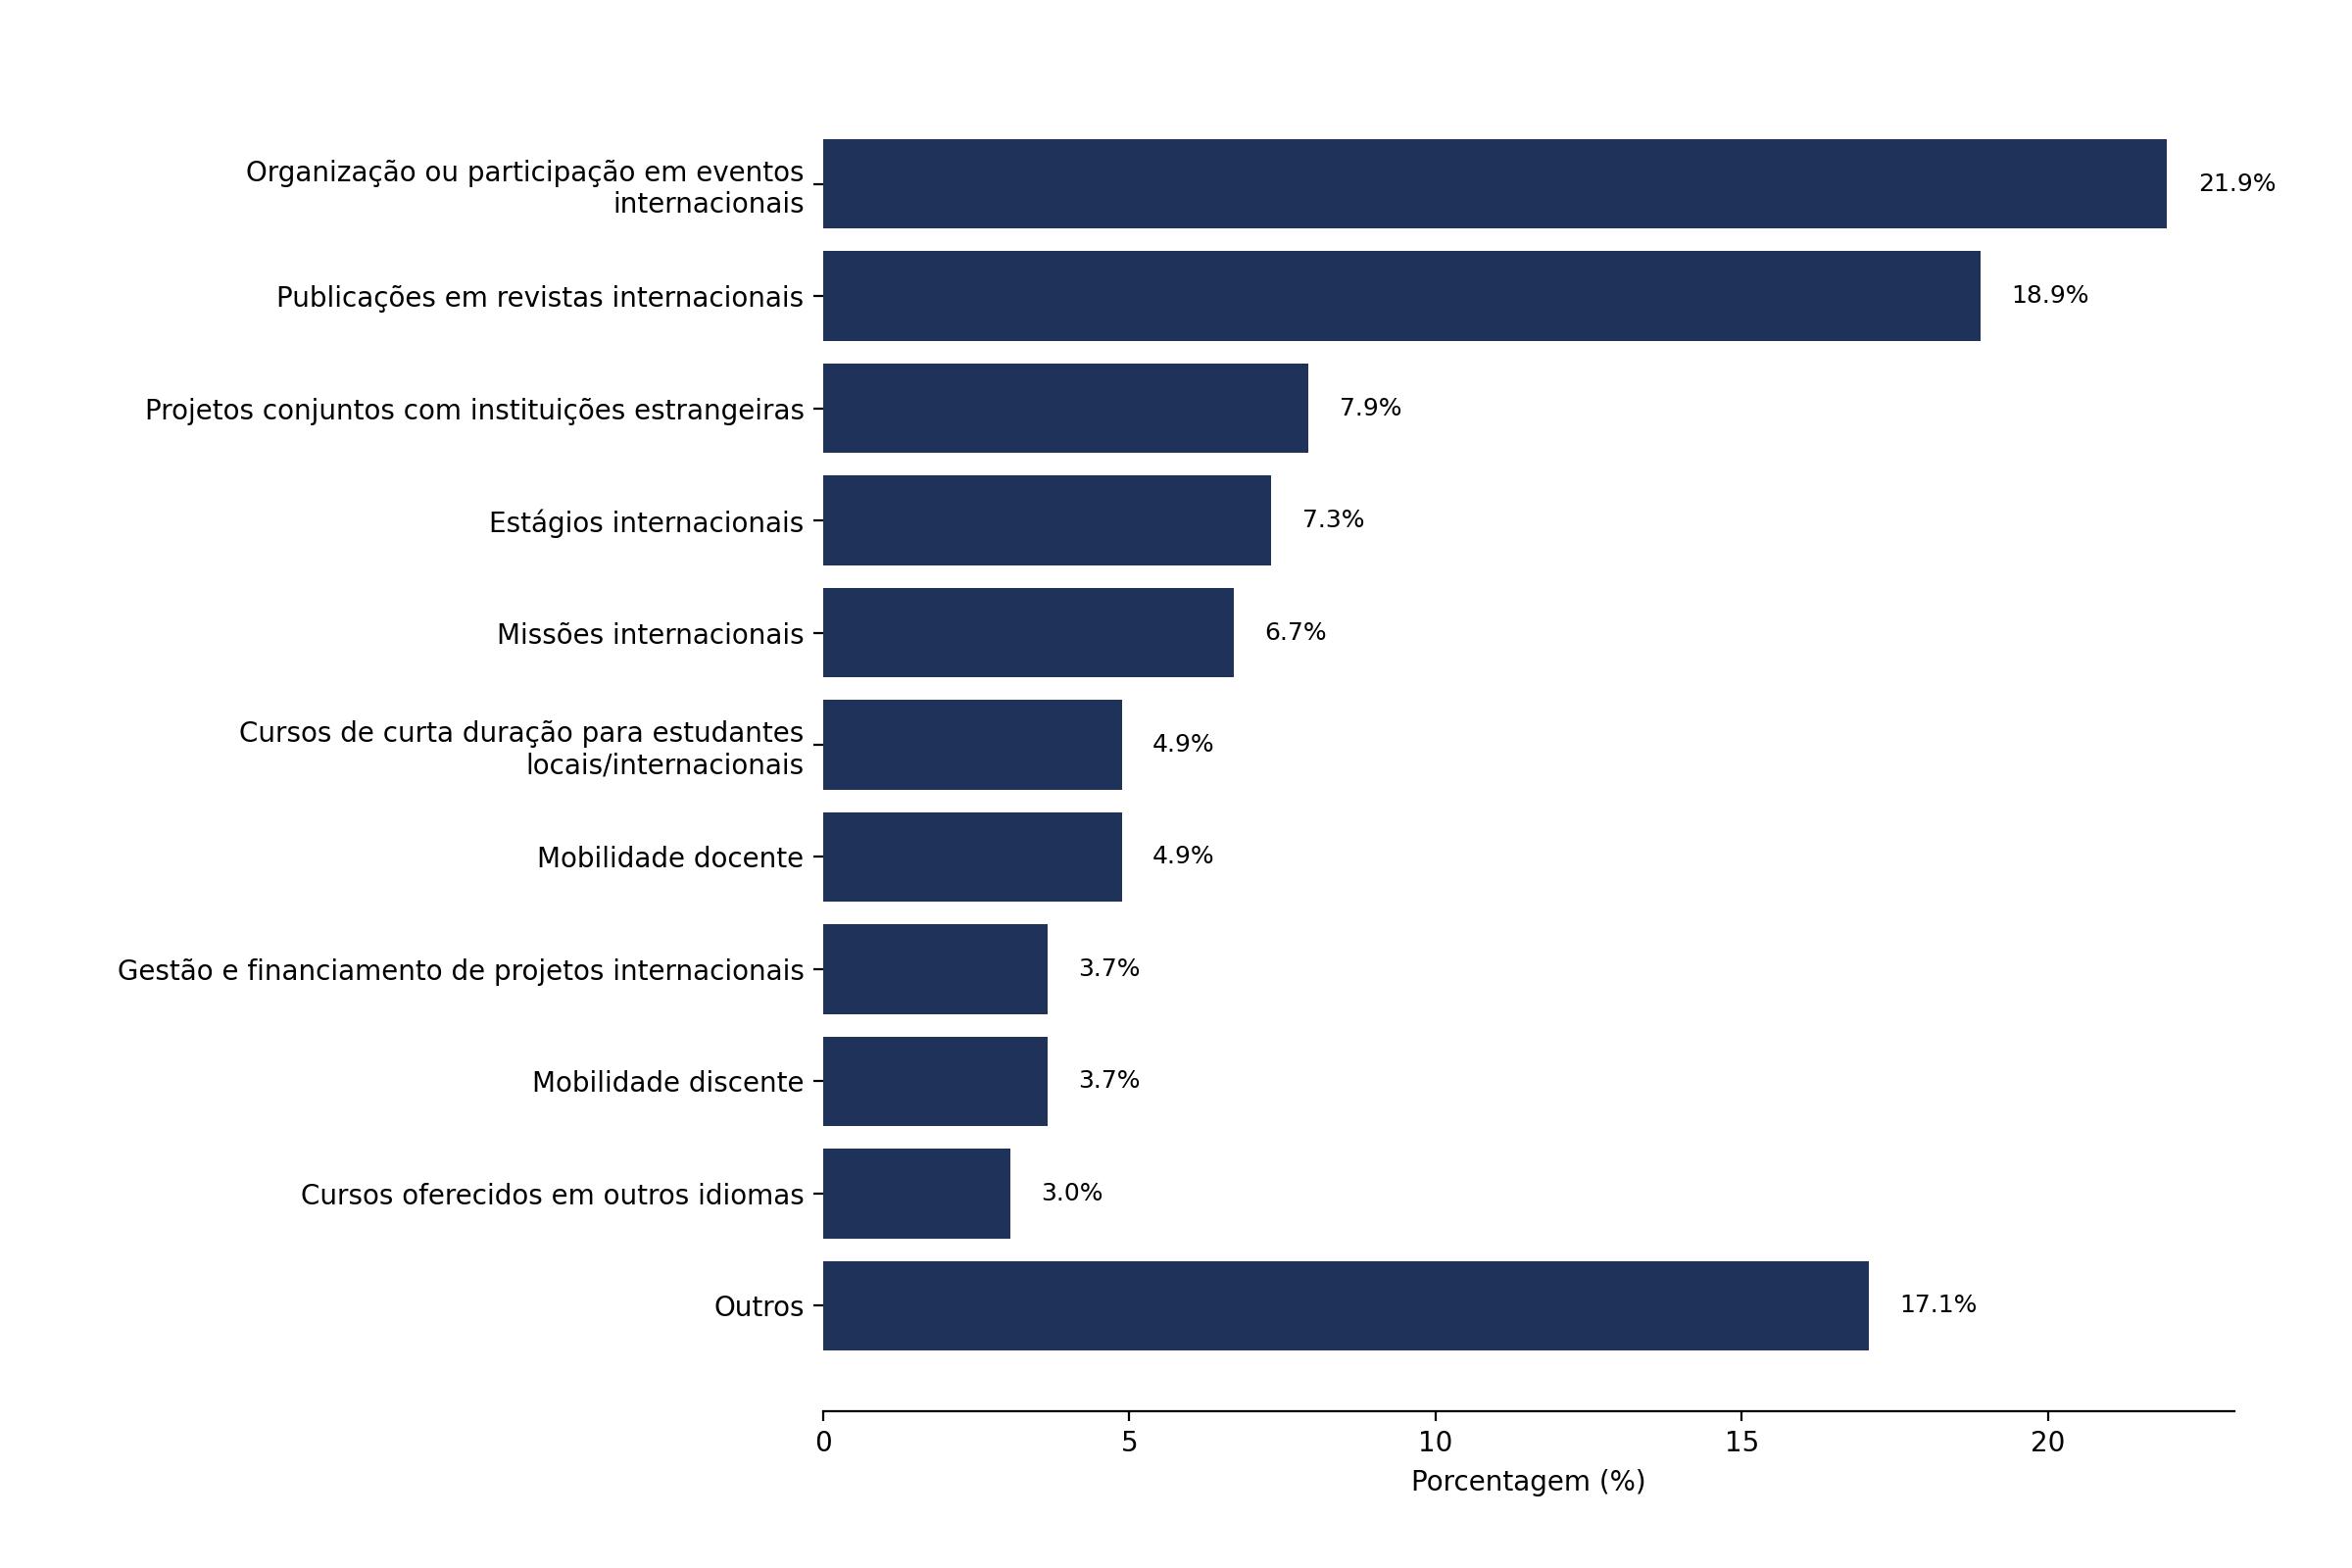 Organização ou participação em eventos
internacionais
21.9%
Publicações em revistas internacionais
18.9%
Projetos conjuntos com instituições estrangeiras
7.9%
Estágios internacionais
7.3%
Missões internacionais
6.7%
Cursos de curta duração para estudantes
locais/internacionais
4.9%
Mobilidade docente
4.9%
Gestão e financiamento de projetos internacionais
3.7%
Mobilidade discente
3.7%
Cursos oferecidos em outros idiomas
3.0%
Outros
17.1%
0 5 10 15 20
Porcentagem (%)